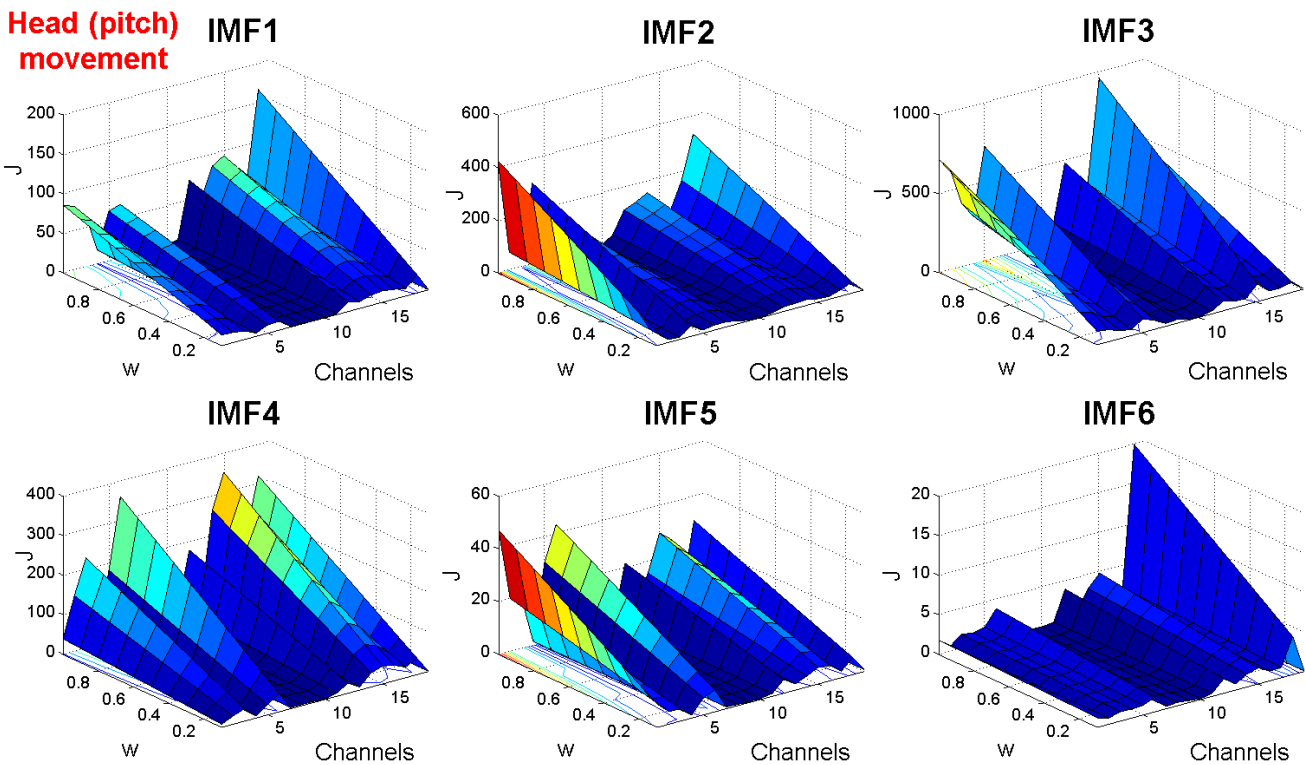 Head (pitch)
movement
IMF1
IMF2
IMF3
200
150
100
50
0
J
0.8
0.6
0.4
0.2
w
5
10
15
Channels
600
400
200
0
J
0.8
0.6
0.4
0.2
w
5
10
15
Channels
1000
500
0
J
0.8
0.6
0.4
0.2
w
5
10
15
Channels
IMF4
IMF5
IMF6
400
300
200
100
0
J
0.8
0.6
0.4
0.2
w
5
10
15
Channels
60
40
20
0
J
0.8
0.6
0.4
0.2
w
5
10
15
Channels
20
15
10
5
0
J
0.8
0.6
0.4
0.2
w
5
10
15
Channels